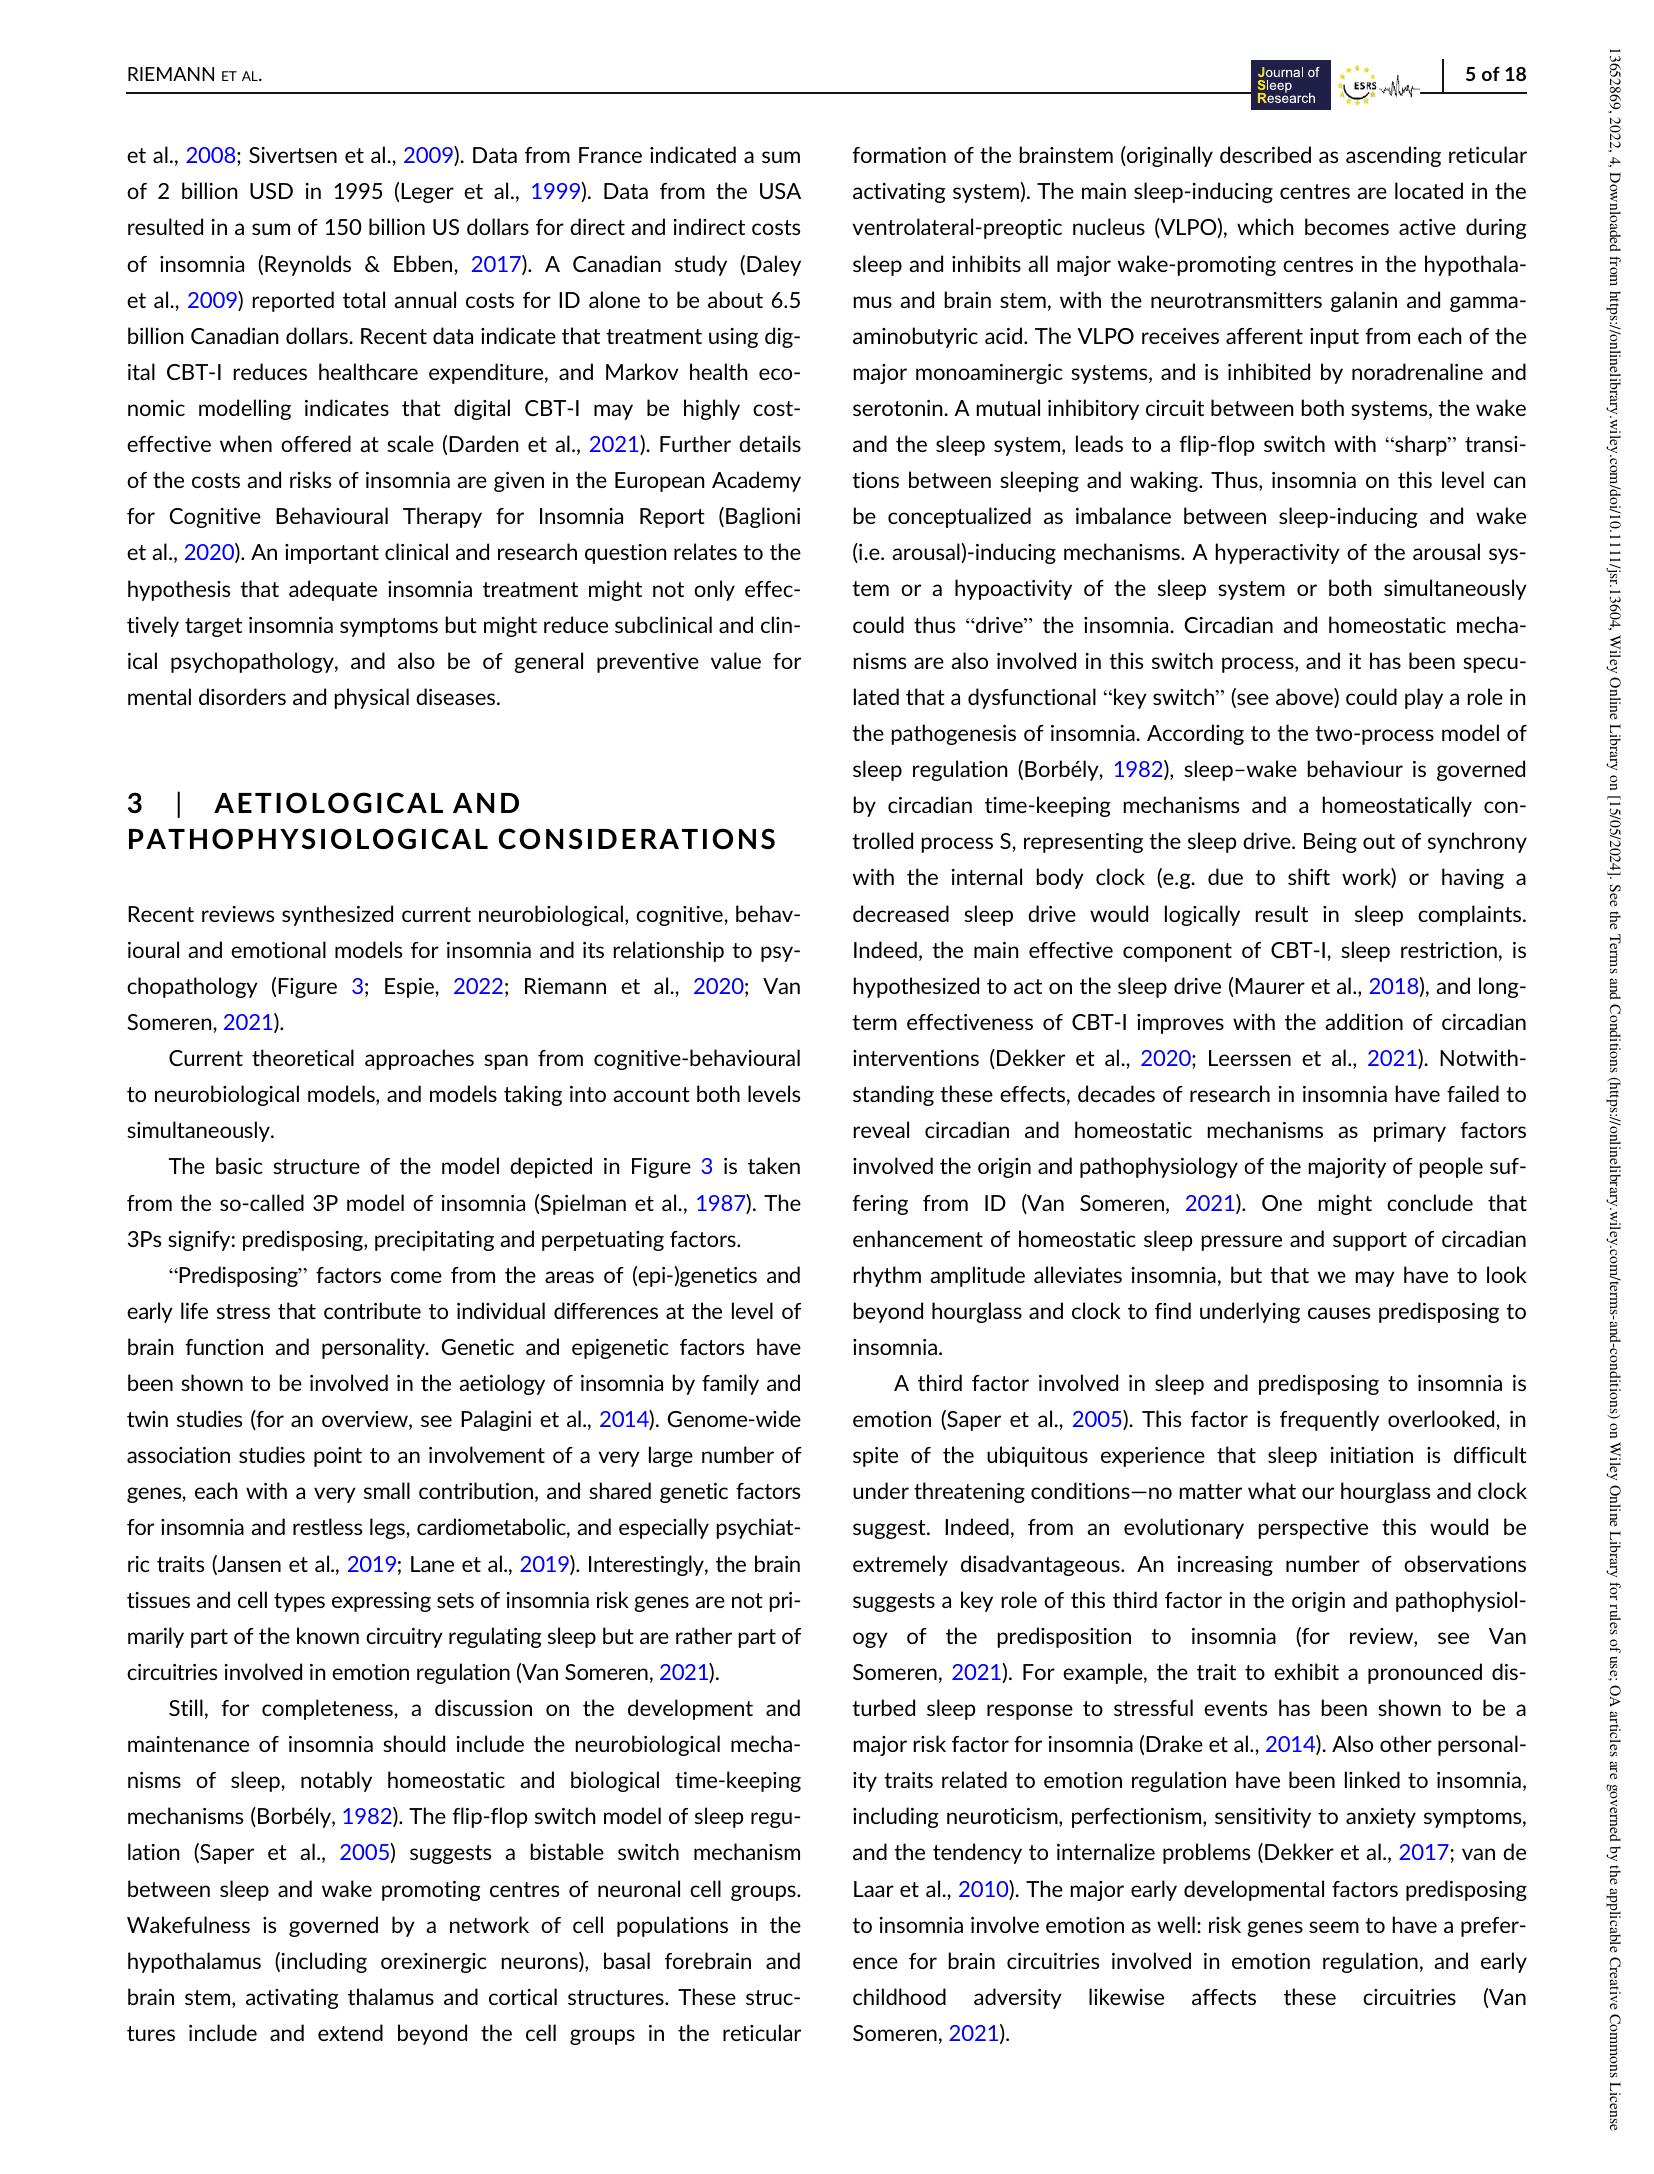 RIEMANN ET AL.
Journal of
Sleep
Research
ESRS
5 of 18
et al., 2008; Sivertsen et al., 2009). Data from France indicated a sum
of 2 billion USD in 1995 (Leger et al., 1999). Data from the USA
resulted in a sum of 150 billion US dollars for direct and indirect costs
of insomnia (Reynolds & Ebben, 2017). A Canadian study (Daley
et al., 2009) reported total annual costs for ID alone to be about 6.5
billion Canadian dollars. Recent data indicate that treatment using dig-
ital CBT-I reduces healthcare expenditure, and Markov health eco-
nomic modelling indicates that digital CBT-I may be highly cost-
effective when offered at scale (Darden et al., 2021). Further details
of the costs and risks of insomnia are given in the European Academy
for Cognitive Behavioural Therapy for Insomnia Report (Baglioni
et al., 2020). An important clinical and research question relates to the
hypothesis that adequate insomnia treatment might not only effec-
tively target insomnia symptoms but might reduce subclinical and clin-
ical psychopathology, and also be of general preventive value for
mental disorders and physical diseases.
3 | AETIOLOGICAL AND
PATHOPHYSIOLOGICAL CONSIDERATIONS
Recent reviews synthesized current neurobiological, cognitive, behav-
ioural and emotional models for insomnia and its relationship to psy-
chopathology (Figure 3; Espie, 2022; Riemann et al., 2020; Van
Someren, 2021).
Current theoretical approaches span from cognitive-behavioural
to neurobiological models, and models taking into account both levels
simultaneously.
The basic structure of the model depicted in Figure 3 is taken
from the so-called 3P model of insomnia (Spielman et al., 1987). The
3Ps signify: predisposing, precipitating and perpetuating factors.
“Predisposing” factors come from the areas of (epi-)genetics and
early life stress that contribute to individual differences at the level of
brain function and personality. Genetic and epigenetic factors have
been shown to be involved in the aetiology of insomnia by family and
twin studies (for an overview, see Palagini et al., 2014). Genome-wide
association studies point to an involvement of a very large number of
genes, each with a very small contribution, and shared genetic factors
for insomnia and restless legs, cardiometabolic, and especially psychiat-
ric traits (Jansen et al., 2019; Lane et al., 2019). Interestingly, the brain
tissues and cell types expressing sets of insomnia risk genes are not pri-
marily part of the known circuitry regulating sleep but are rather part of
circuitries involved in emotion regulation (Van Someren, 2021).
Still, for completeness, a discussion on the development and
maintenance of insomnia should include the neurobiological mecha-
nisms of sleep, notably homeostatic and biological time-keeping
mechanisms (Borbély, 1982). The flip-flop switch model of sleep regu-
lation (Saper et al., 2005) suggests a bistable switch mechanism
between sleep and wake promoting centres of neuronal cell groups.
Wakefulness is governed by a network of cell populations in the
hypothalamus (including orexinergic neurons), basal forebrain and
brain stem, activating thalamus and cortical structures. These struc-
tures include and extend beyond the cell groups in the reticular
formation of the brainstem (originally described as ascending reticular
activating system). The main sleep-inducing centres are located in the
ventrolateral-preoptic nucleus (VLPO), which becomes active during
sleep and inhibits all major wake-promoting centres in the hypothala-
mus and brain stem, with the neurotransmitters galanin and gamma-
aminobutyric acid. The VLPO receives afferent input from each of the
major monoaminergic systems, and is inhibited by noradrenaline and
serotonin. A mutual inhibitory circuit between both systems, the wake
and the sleep system, leads to a flip-flop switch with “sharp” transi-
tions between sleeping and waking. Thus, insomnia on this level can
be conceptualized as imbalance between sleep-inducing and wake
(i.e. arousal)-inducing mechanisms. A hyperactivity of the arousal sys-
tem or a hypoactivity of the sleep system or both simultaneously
could thus “drive” the insomnia. Circadian and homeostatic mecha-
nisms are also involved in this switch process, and it has been specu-
lated that a dysfunctional “key switch” (see above) could play a role in
the pathogenesis of insomnia. According to the two-process model of
sleep regulation (Borbély, 1982), sleep–wake behaviour is governed
by circadian time-keeping mechanisms and a homeostatically con-
trolled process S, representing the sleep drive. Being out of synchrony
with the internal body clock (e.g. due to shift work) or having a
decreased sleep drive would logically result in sleep complaints.
Indeed, the main effective component of CBT-I, sleep restriction, is
hypothesized to act on the sleep drive (Maurer et al., 2018), and long-
term effectiveness of CBT-I improves with the addition of circadian
interventions (Dekker et al., 2020; Leerssen et al., 2021). Notwith-
standing these effects, decades of research in insomnia have failed to
reveal circadian and homeostatic mechanisms as primary factors
involved the origin and pathophysiology of the majority of people suf-
fering from ID (Van Someren, 2021). One might conclude that
enhancement of homeostatic sleep pressure and support of circadian
rhythm amplitude alleviates insomnia, but that we may have to look
beyond hourglass and clock to find underlying causes predisposing to
insomnia.
A third factor involved in sleep and predisposing to insomnia is
emotion (Saper et al., 2005). This factor is frequently overlooked, in
spite of the ubiquitous experience that sleep initiation is difficult
under threatening conditions—no matter what our hourglass and clock
suggest. Indeed, from an evolutionary perspective this would be
extremely disadvantageous. An increasing number of observations
suggests a key role of this third factor in the origin and pathophysiol-
ogy of the predisposition to insomnia (for review, see Van
Someren, 2021). For example, the trait to exhibit a pronounced dis-
turbed sleep response to stressful events has been shown to be a
major risk factor for insomnia (Drake et al., 2014). Also other personal-
ity traits related to emotion regulation have been linked to insomnia,
including neuroticism, perfectionism, sensitivity to anxiety symptoms,
and the tendency to internalize problems (Dekker et al., 2017; van de
Laar et al., 2010). The major early developmental factors predisposing
to insomnia involve emotion as well: risk genes seem to have a prefer-
ence for brain circuitries involved in emotion regulation, and early
childhood adversity likewise affects these circuitries (Van
Someren, 2021).
13652869, 2022, 4, Downloaded from https://onlinelibrary.wiley.com/doi/10.1111/jsr.13604, Wiley Online Library on [15/05/2024]. See the Terms and Conditions (https://onlinelibrary.wiley.com/terms-and-conditions) on Wiley Online Library for rules of use; OA articles are governed by the applicable Creative Commons License